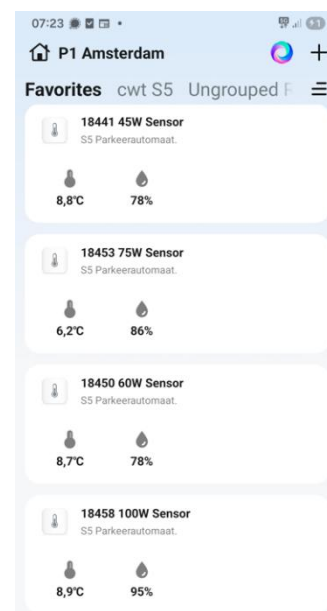 07:23
P1 Amsterdam
Favorites cwt S5 Ungrouped
18441 45W Sensor
S5 Parkeerautomaat.
8,8℃ 78%
18453 75W Sensor
S5 Parkeerautomaat.
6,2℃ 86%
18450 60W Sensor
S5 Parkeerautomaat.
8,7℃ 78%
18458 100W Sensor
S5 Parkeerautomaat.
8,9℃ 95%